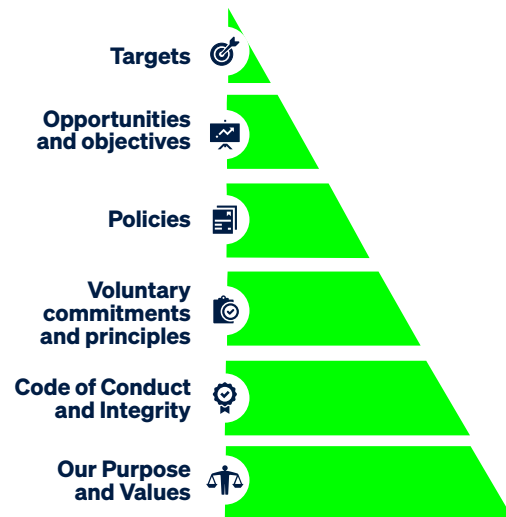 Targets
Opportunities
and objectives
Policies
Voluntary
commitments
and principles
Code of Conduct
and Integrity
Our Purpose
and Values